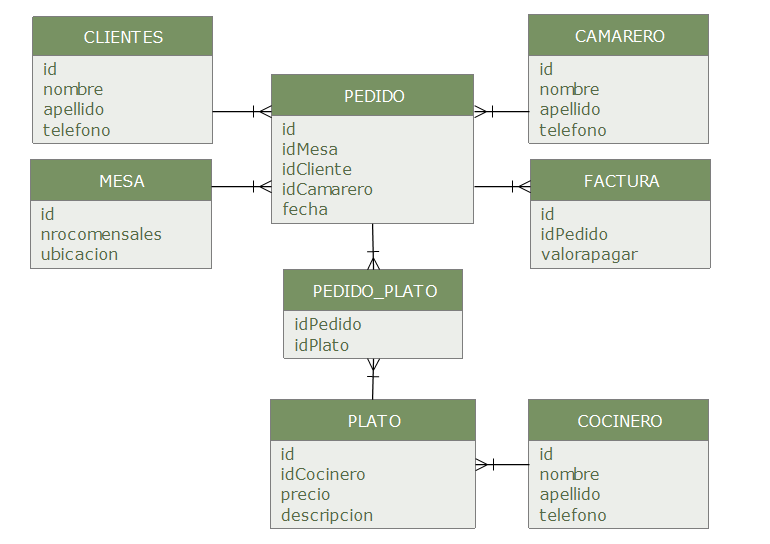 CLIENTES
id
nombre
apellido
telefono
MESA
id
nrocomensales
ubicacion
PEDIDO
id
idMesa
idCliente
idCamarero
fecha
CAMARERO
id
nombre
apellido
telefono
FACTURA
id
idPedido
valorapagar
PEDIDO_PLATO
idPedido
idPlato
PLATO
id
idCocinero
precio
descripcion
COCINERO
id
nombre
apellido
telefono